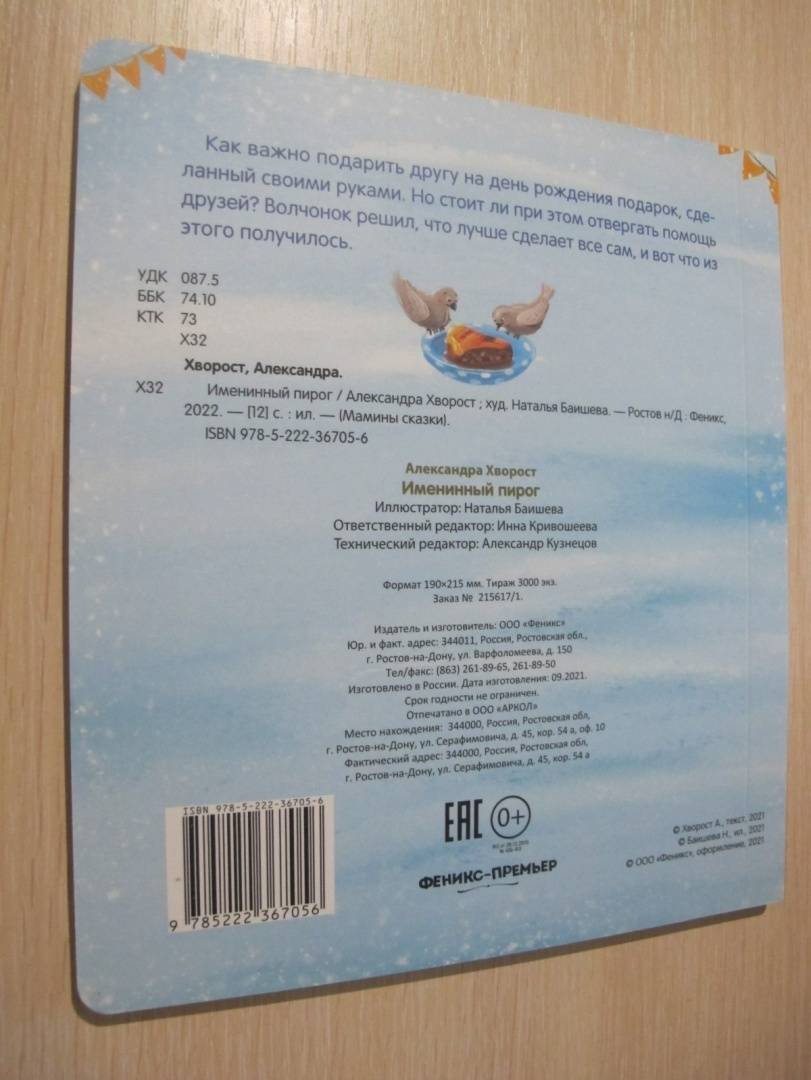 Как важно подарить другу на день рождения подарок, сде-
ланный своими руками. Но стоит ли при этом отвергать помощь
друзей? Волчонок решил, что лучше сделает все сам, и вот что из
этого получилось.
УДК 087.5
ББК 74.10
КТК 73
Х32
Хворост, Александра.
Х32 Именинный пирог / Александра Хворост ; худ. Наталья Баишева. — Ростов н/Д : Феникс,
2022. — [12] с. : ил. — (Мамины сказки).
ISBN 978-5-222-36705-6
Александра Хворост
Именинный пирог
Иллюстратор: Наталья Баишева
Ответственный редактор: Инна Кривошеева
Технический редактор: Александр Кузнецов
Формат 190×215 мм. Тираж 3000 экз.
Заказ № 215617/1.
Издатель и изготовитель: ООО «Феникс»
Юр. и факт. адрес: 344011, Россия, Ростовская обл.,
г. Ростов-на-Дону, ул. Варфоломеева, д. 150
Тел/факс: (863) 261-89-65, 261-89-50
Изготовлено в России. Дата изготовления: 09.2021.
Срок годности не ограничен.
Отпечатано в ООО «АРКОЛ»
Место нахождения: 344000, Россия, Ростовская обл,
г. Ростов-на-Дону, ул. Серафимовича, д. 45, кор. 54 а, оф. 10
Фактический адрес: 344000, Россия, Ростовская обл,
г. Ростов-на-Дону, ул. Серафимовича, д. 45, кор. 54 а
ISBN 978-5-222-36705-6
9 785222 367056
ЕАС 0+
ФЕНИКС-ПРЕМЬЕР
© Хворост А., текст, 2021
© Баишева Н., ил., 2021
© ООО «Феникс», оформление, 2021